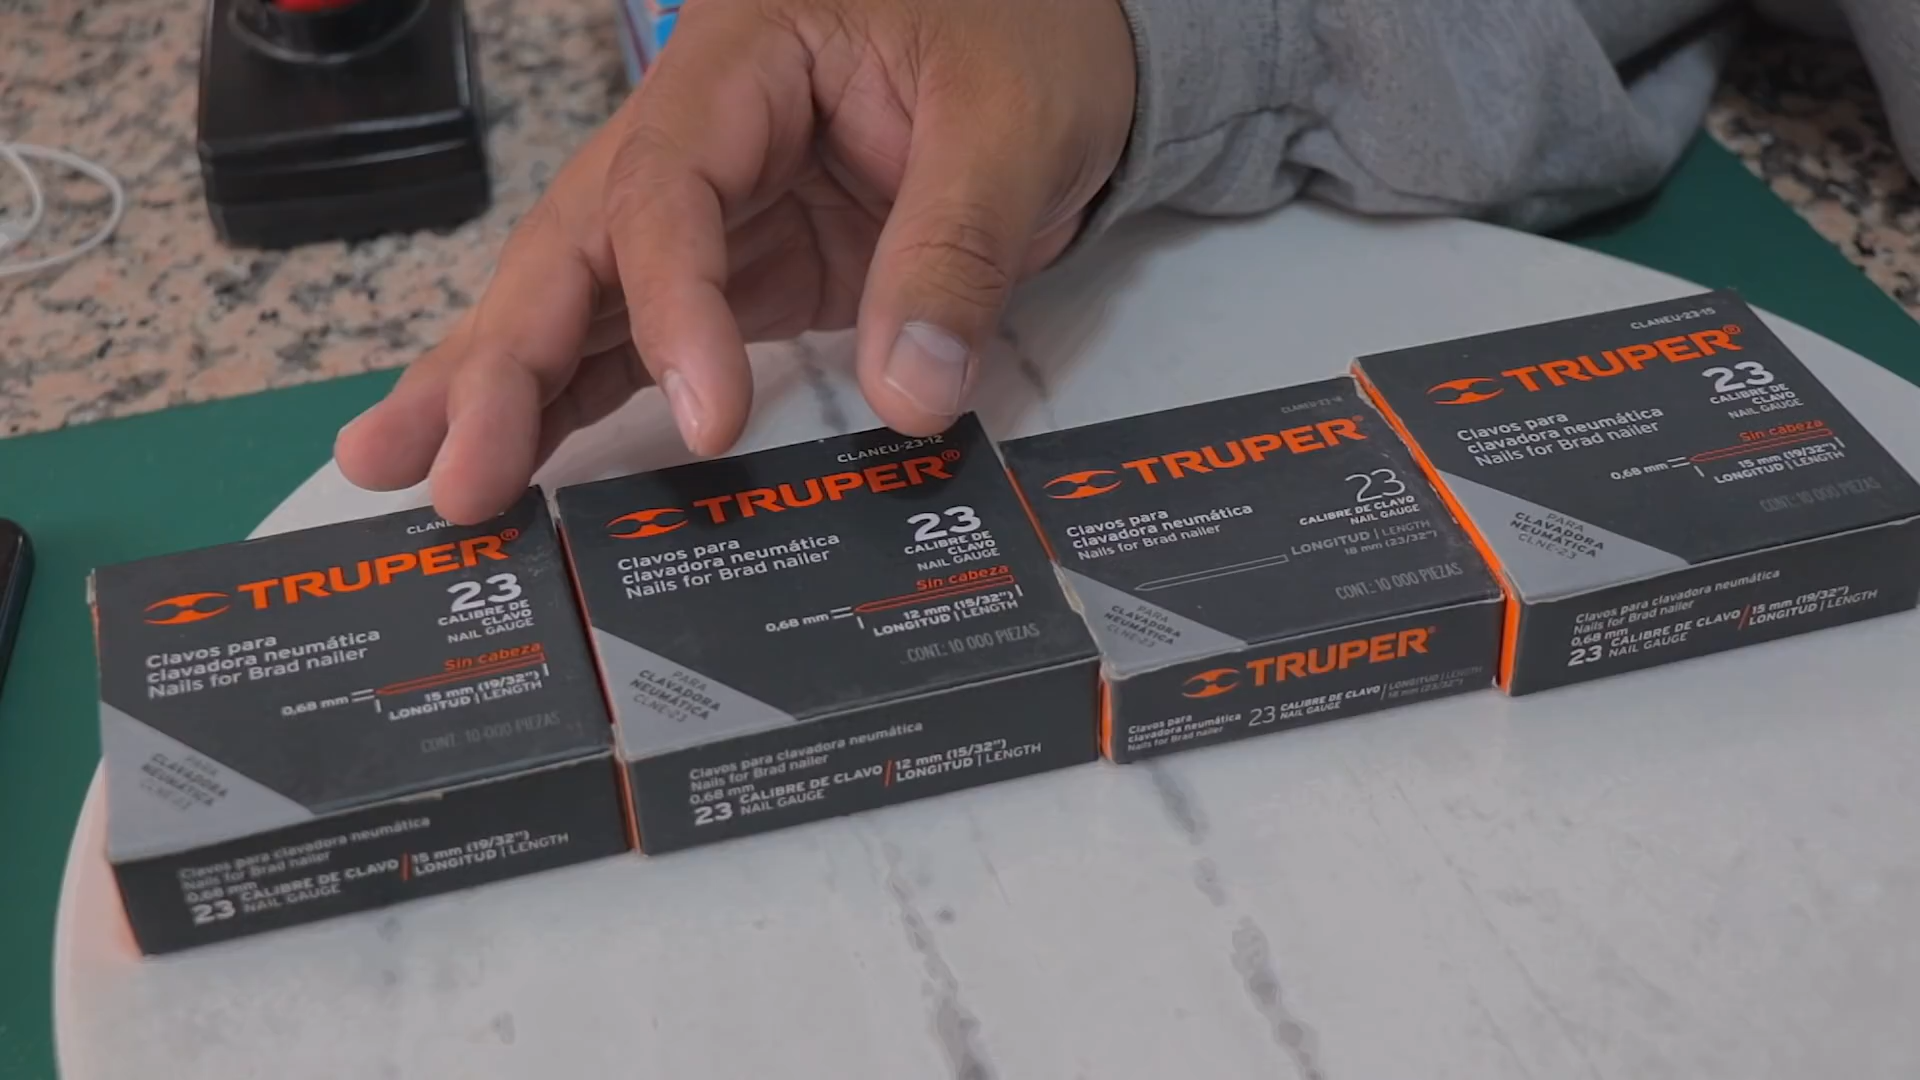 CLAN
TRUPER®
23
CALIBRE DE
CLAVO
NAIL GAUGE
Clavos para
clavadora neumática
Nails for Brad nailer
Sin cabeza
0,68 mm
15 mm (19/32")
LONGITUD | LENGTH
CONT.: 10 000 PIEZAS
PARA
CLAVADORA
NEUMÁTICA
CLNE-23
Clavos para clavadora neumática
Nails for Brad nailer
0,68 mm
23 CALIBRE DE CLAVO
NAIL GAUGE
15 mm (19/32")
LONGITUD | LENGTH
CLANEU-23-12
TRUPER®
23
CALIBRE DE
CLAVO
NAIL GAUGE
Clavos para
clavadora neumática
Nails for Brad nailer
Sin cabeza
0,68 mm
12 mm (15/32")
LONGITUD | LENGTH
CONT.: 10 000 PIEZAS
PARA
CLAVADORA
NEUMÁTICA
CLNE-23
Clavos para clavadora neumática
Nails for Brad nailer
0,68 mm
23 CALIBRE DE CLAVO
NAIL GAUGE
12 mm (15/32")
LONGITUD | LENGTH
CLANEU-23-18
TRUPER®
23
CALIBRE DE CLAVO
NAIL GAUGE
Clavos para
clavadora neumática
Nails for Brad nailer
LONGITUD | LENGTH
18 mm (23/32")
CONT.: 10 000 PIEZAS
PARA
CLAVADORA
NEUMÁTICA
CLNE-23
TRUPER®
Clavos para
clavadora neumática
Nails for Brad nailer
23 CALIBRE DE CLAVO
NAIL GAUGE
LONGITUD | LENGTH
18 mm (23/32")
CLANEU-23-15
TRUPER®
23
CALIBRE DE
CLAVO
NAIL GAUGE
Clavos para
clavadora neumática
Nails for Brad nailer
Sin cabeza
0,68 mm
15 mm (19/32")
LONGITUD | LENGTH
CONT.: 10 000 PIEZAS
PARA
CLAVADORA
NEUMÁTICA
CLNE-23
Clavos para clavadora neumática
Nails for Brad nailer
0,68 mm
23 CALIBRE DE CLAVO
NAIL GAUGE
15 mm (19/32")
LONGITUD | LENGTH